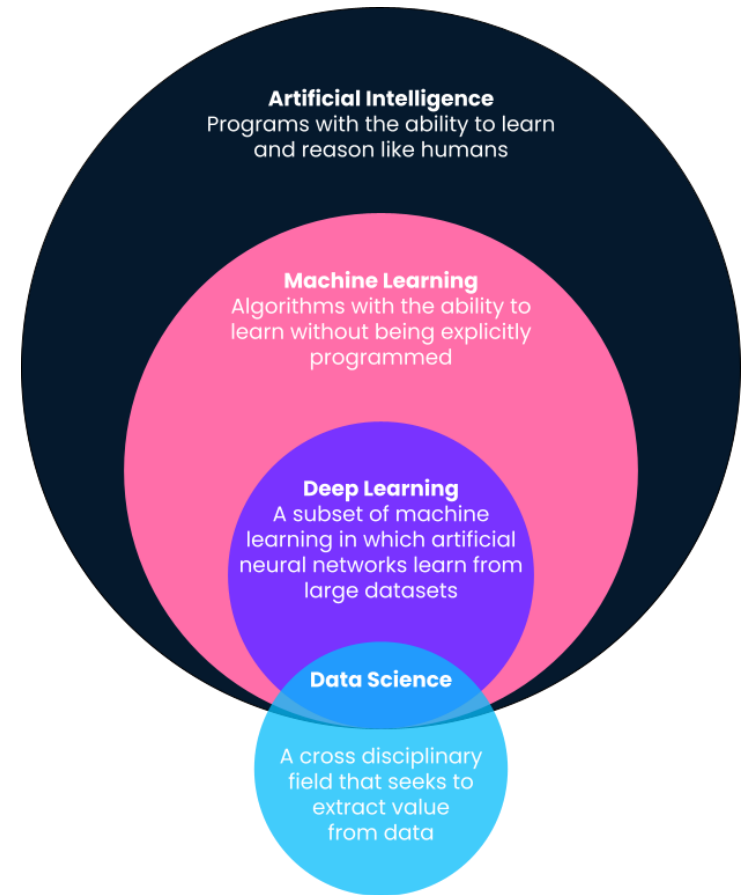 Artificial Intelligence
Programs with the ability to learn
and reason like humans
Machine Learning
Algorithms with the ability to
learn without being explicitly
programmed
Deep Learning
A subset of machine
learning in which artificial
neural networks learn from
large datasets
Data Science
A cross disciplinary
field that seeks to
extract value
from data